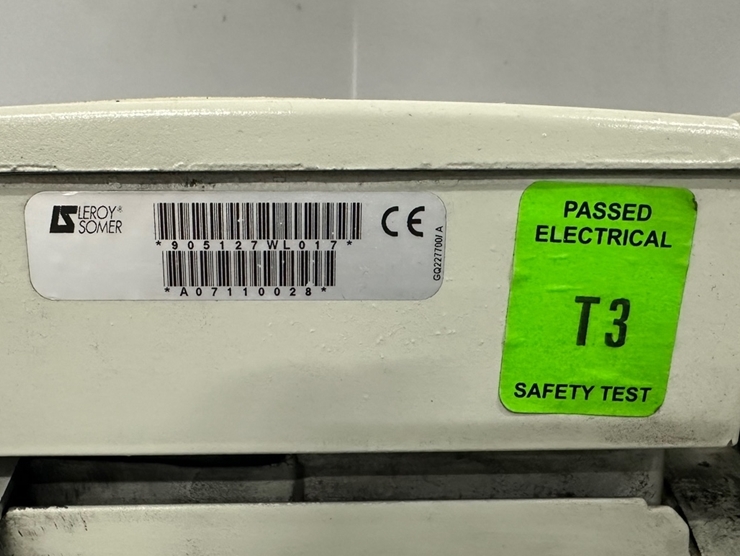 LEROY®
SOMER
*905127WL017*
*A07110028*
CE
GQ227700/A
PASSED
ELECTRICAL
T3
SAFETY TEST